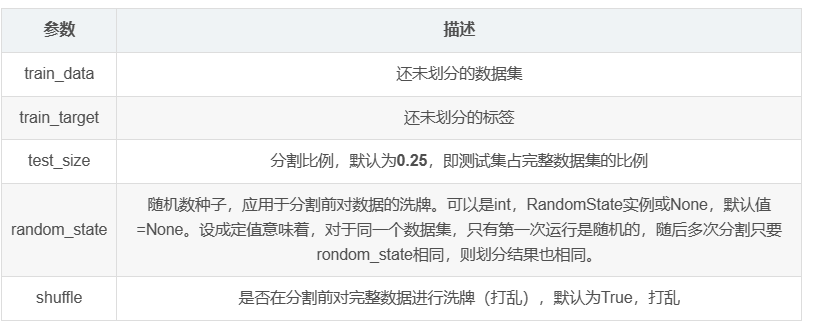 参数 描述
train_data 还未划分的数据集
train_target 还未划分的标签
test_size 分割比例，默认为0.25，即测试集占完整数据集的比例
随机数种子，应用于分割前对数据的洗牌。可以是int，RandomState实例或None，默认值
random_state =None。设成定值意味着，对于同一个数据集，只有第一次运行是随机的，随后多次分割只要
rondom_state相同，则划分结果也相同。
shuffle 是否在分割前对完整数据进行洗牌（打乱），默认为True，打乱